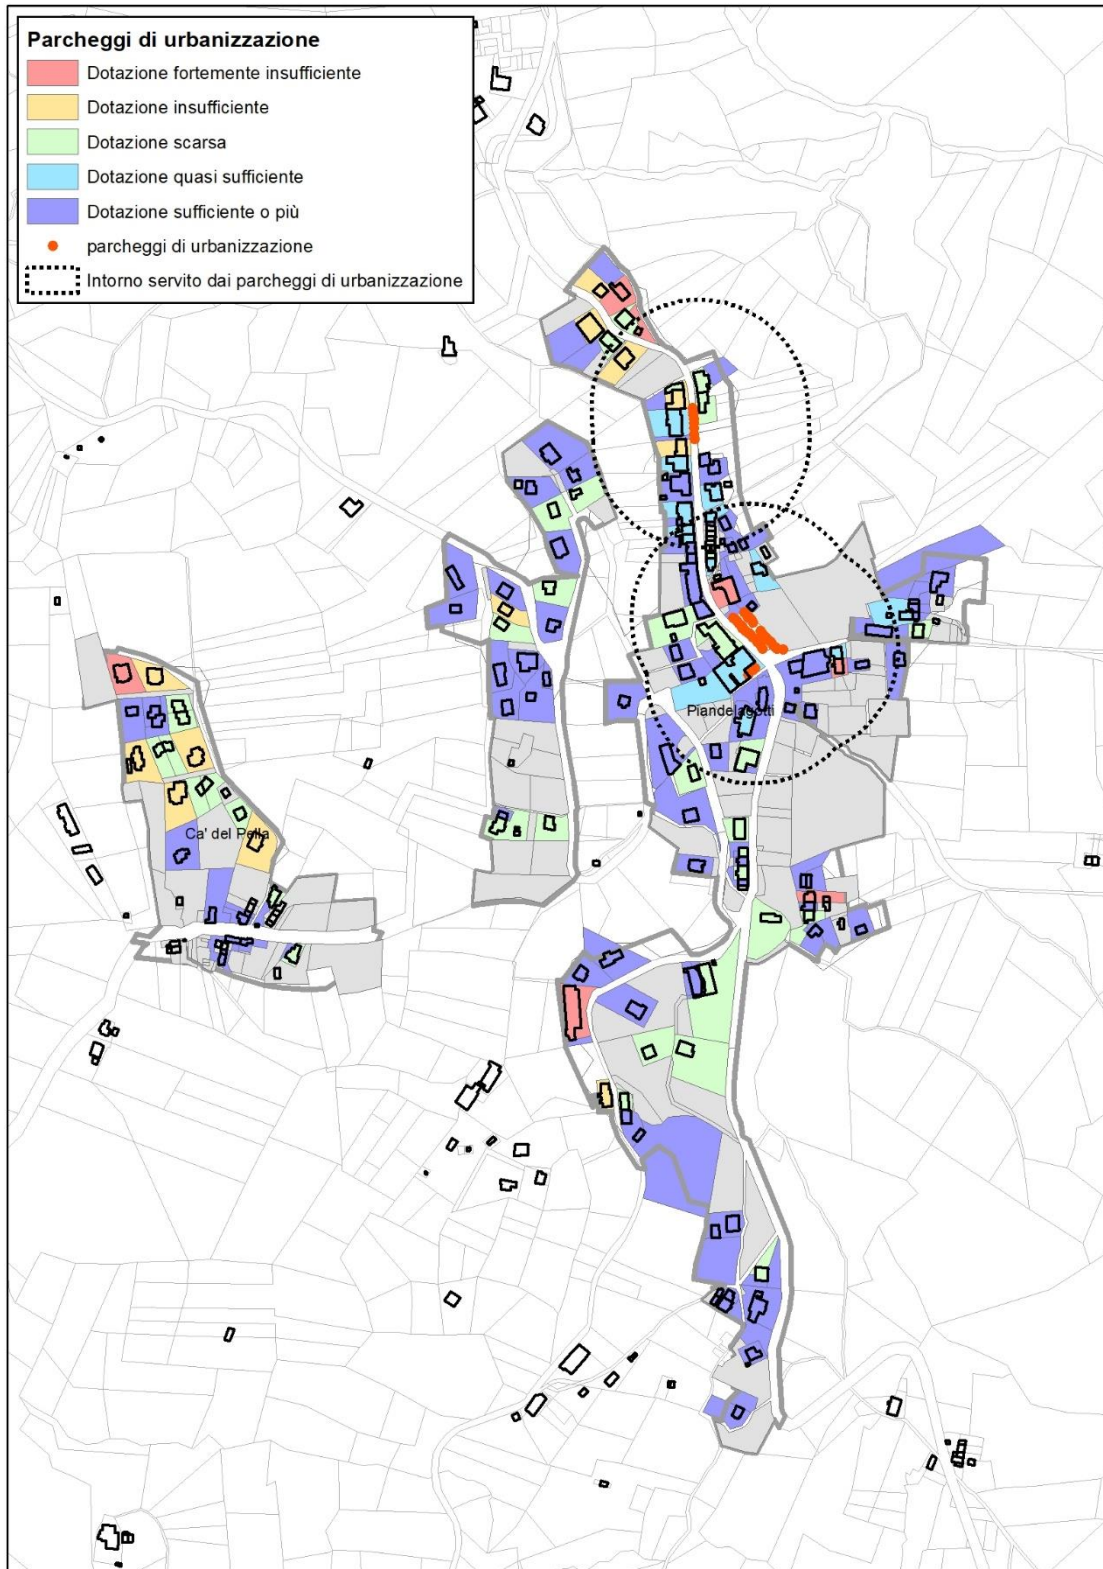 Parcheggi di urbanizzazione
Dotazione fortemente insufficiente
Dotazione insufficiente
Dotazione scarsa
Dotazione quasi sufficiente
Dotazione sufficiente o più
parcheggi di urbanizzazione
Intorno servito dai parcheggi di urbanizzazione
Piandelagotti
Ca' del Pella